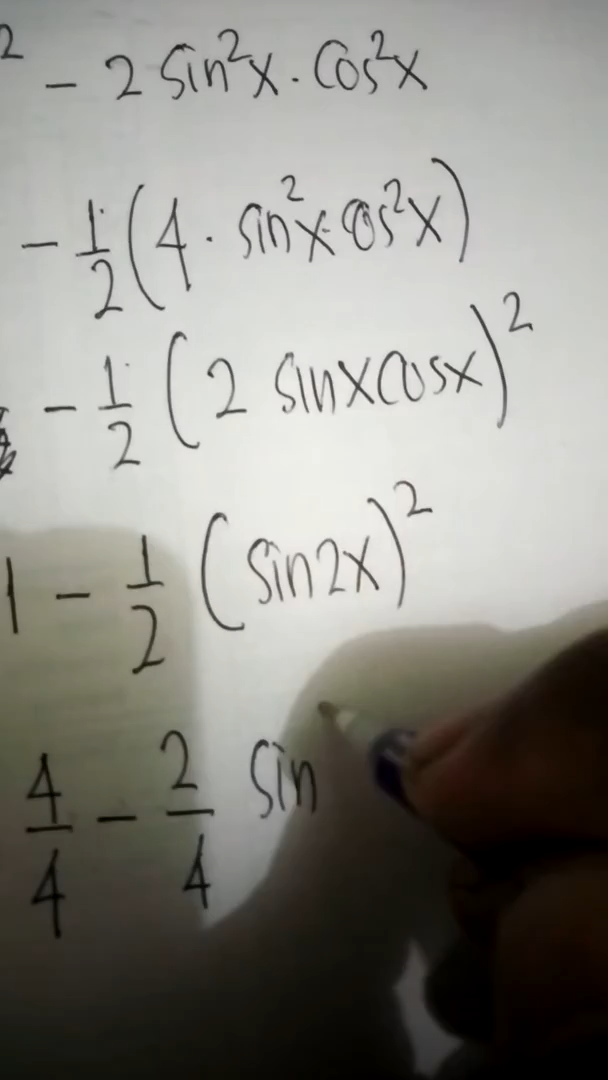 ² - 2 sin²x . cos²x
- 1/2 (4 . sin²x . cos²x)
- 1/2 (2 sinx cosx)²
1 - 1/2 (sin2x)²
4/4 - 2/4 sin